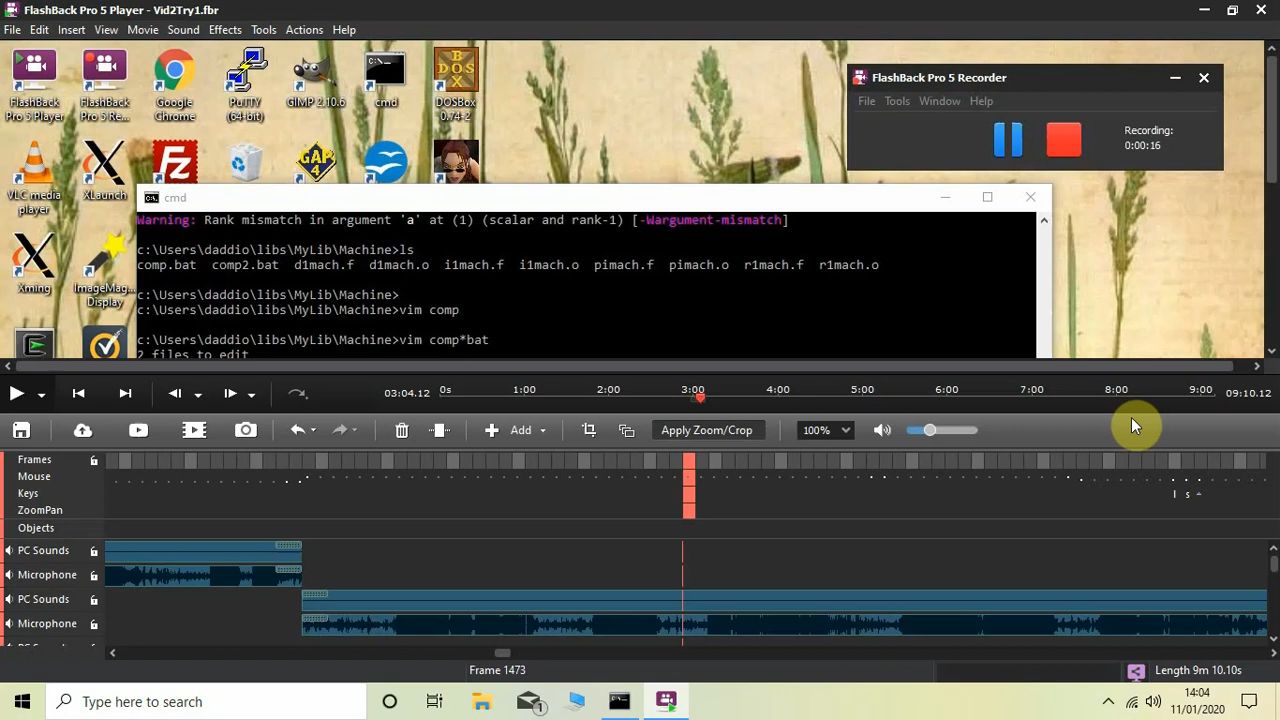 FlashBack Pro 5 Player - Vid2Try1.fbr
File Edit Insert View Movie Sound Effects Tools Actions Help
FlashBack Pro 5 Player
FlashBack Pro 5 Re...
Google Chrome
PuTTY (64-bit)
GIMP 2.10.6
cmd
DOSBox 0.74-2
FlashBack Pro 5 Recorder
File Tools Window Help
Recording:
0:00:16
VLC media player
XLaunch
GAP 4
Xming
ImageMag... Display
cmd
Warning: Rank mismatch in argument 'a' at (1) (scalar and rank-1) [-Wargument-mismatch]
c:\Users\daddio\libs\MyLib\Machine>ls
comp.bat comp2.bat d1mach.f d1mach.o i1mach.f i1mach.o pimach.f pimach.o r1mach.f r1mach.o
c:\Users\daddio\libs\MyLib\Machine>
c:\Users\daddio\libs\MyLib\Machine>vim comp
c:\Users\daddio\libs\MyLib\Machine>vim comp*bat
2 files to edit
03:04.12 0s 1:00 2:00 3:00 4:00 5:00 6:00 7:00 8:00 9:00 09:10.12
Add Apply Zoom/Crop 100%
Frames
Mouse
Keys l s
ZoomPan
Objects
PC Sounds
Microphone
PC Sounds
Microphone
Frame 1473 Length 9m 10.10s
Type here to search
1
14:04
11/01/2020